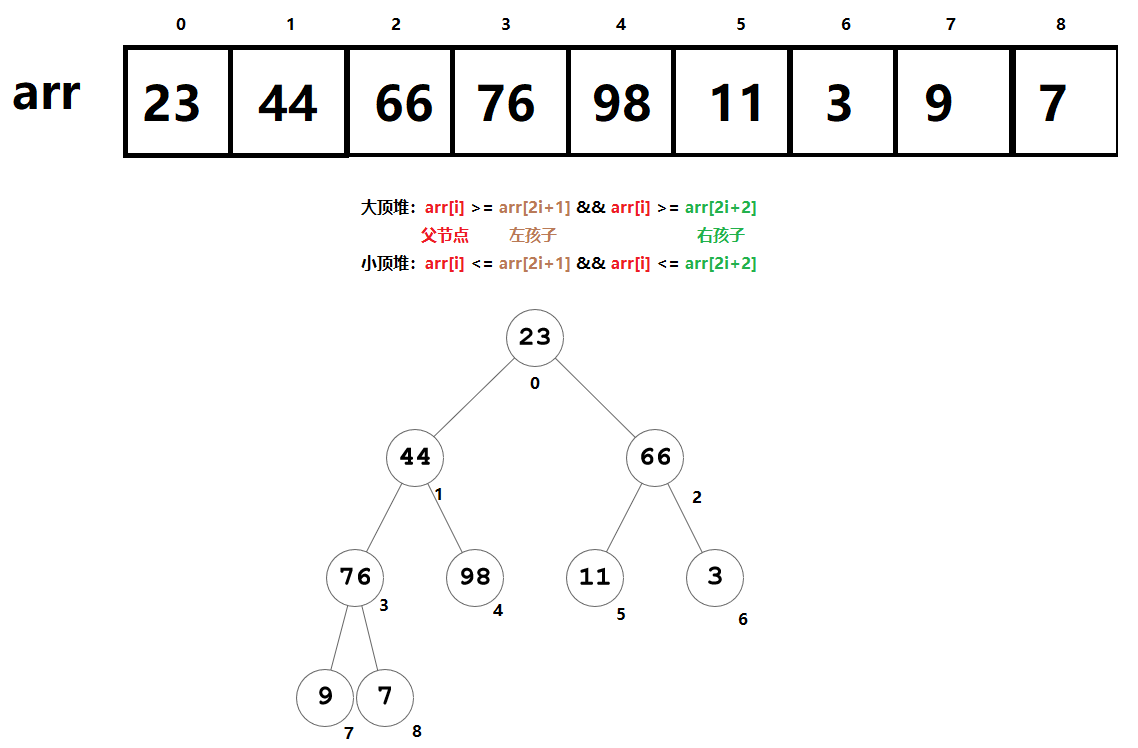 0 1 2 3 4 5 6 7 8
arr 23 44 66 76 98 11 3 9 7
大顶堆：arr[i] >= arr[2i+1] && arr[i] >= arr[2i+2]
父节点 左孩子 右孩子
小顶堆：arr[i] <= arr[2i+1] && arr[i] <= arr[2i+2]
23
0
44 66
1 2
76 98 11 3
3 4 5 6
9 7
7 8